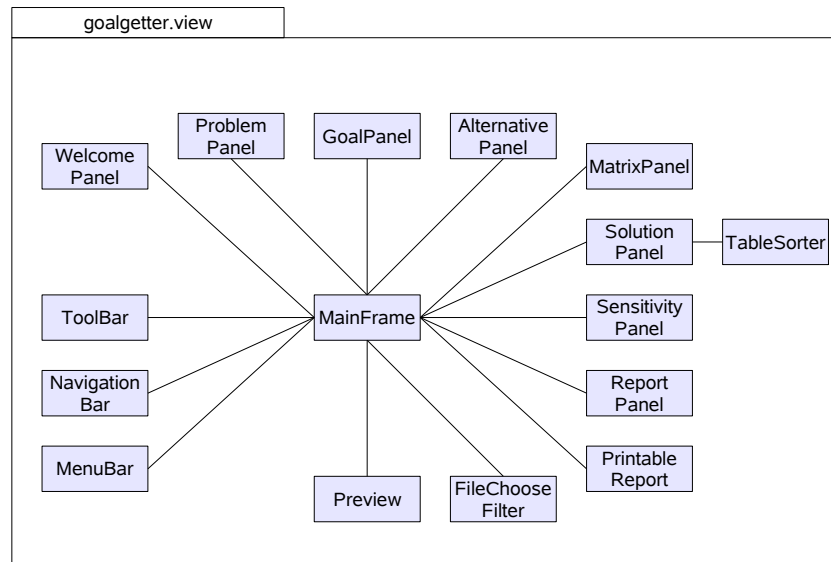 goalgetter.view
Problem
Panel
GoalPanel
Alternative
Panel
Welcome
Panel
MatrixPanel
Solution
Panel
TableSorter
ToolBar
MainFrame
Sensitivity
Panel
Navigation
Bar
Report
Panel
MenuBar
Preview
FileChoose
Filter
Printable
Report